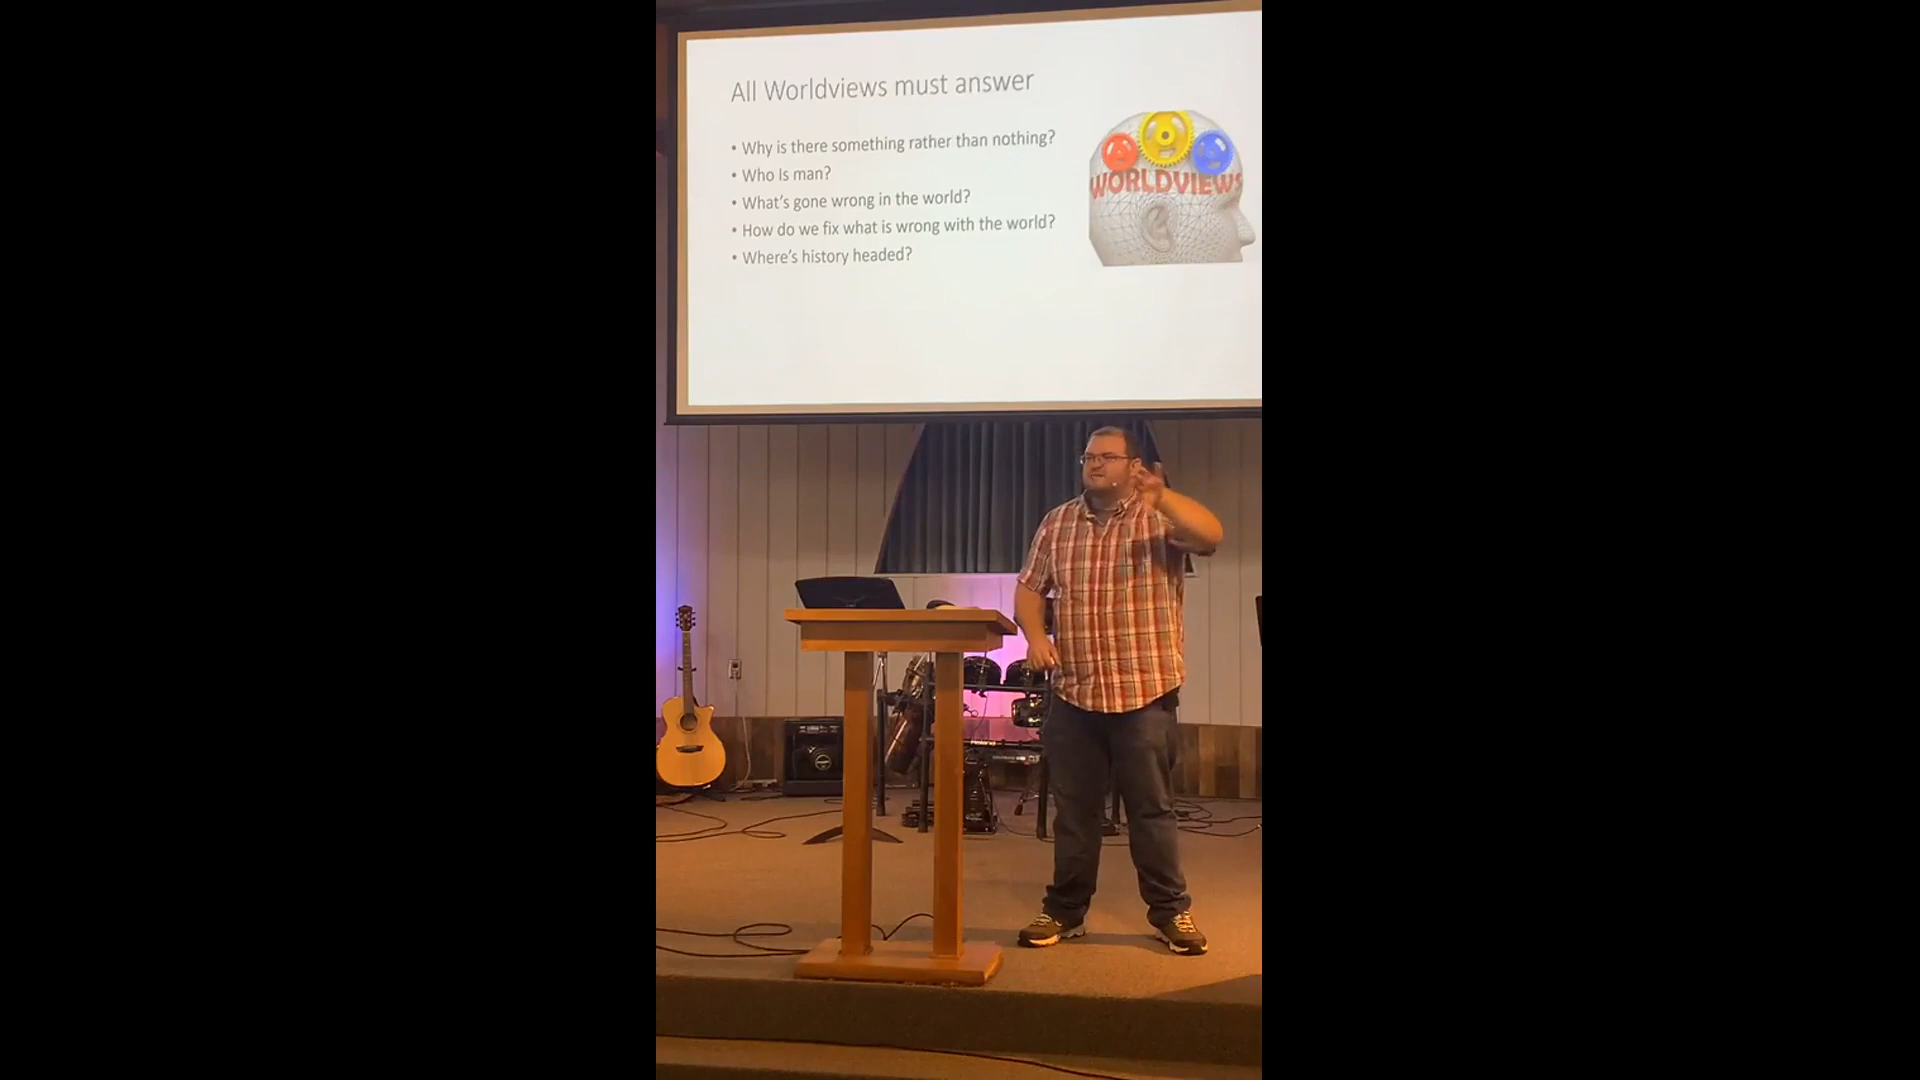 All Worldviews must answer
• Why is there something rather than nothing?
• Who Is man?
• What's gone wrong in the world?
• How do we fix what is wrong with the world?
• Where's history headed?
WORLDVIEWS
Roland